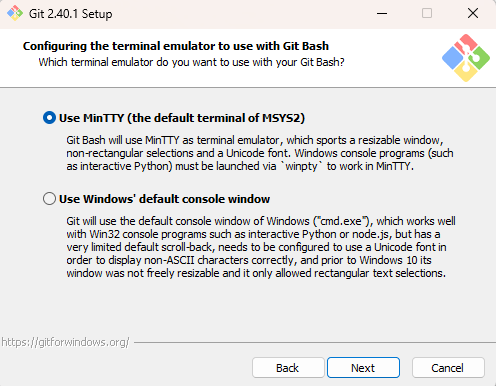 Git 2.40.1 Setup
Configuring the terminal emulator to use with Git Bash
Which terminal emulator do you want to use with your Git Bash?
Use MinTTY (the default terminal of MSYS2)
Git Bash will use MinTTY as terminal emulator, which sports a resizable window,
non-rectangular selections and a Unicode font. Windows console programs (such
as interactive Python) must be launched via `winpty` to work in MinTTY.
Use Windows' default console window
Git will use the default console window of Windows ("cmd.exe"), which works well
with Win32 console programs such as interactive Python or node.js, but has a
very limited default scroll-back, needs to be configured to use a Unicode font in
order to display non-ASCII characters correctly, and prior to Windows 10 its
window was not freely resizable and it only allowed rectangular text selections.
https://gitforwindows.org/
Back
Next
Cancel